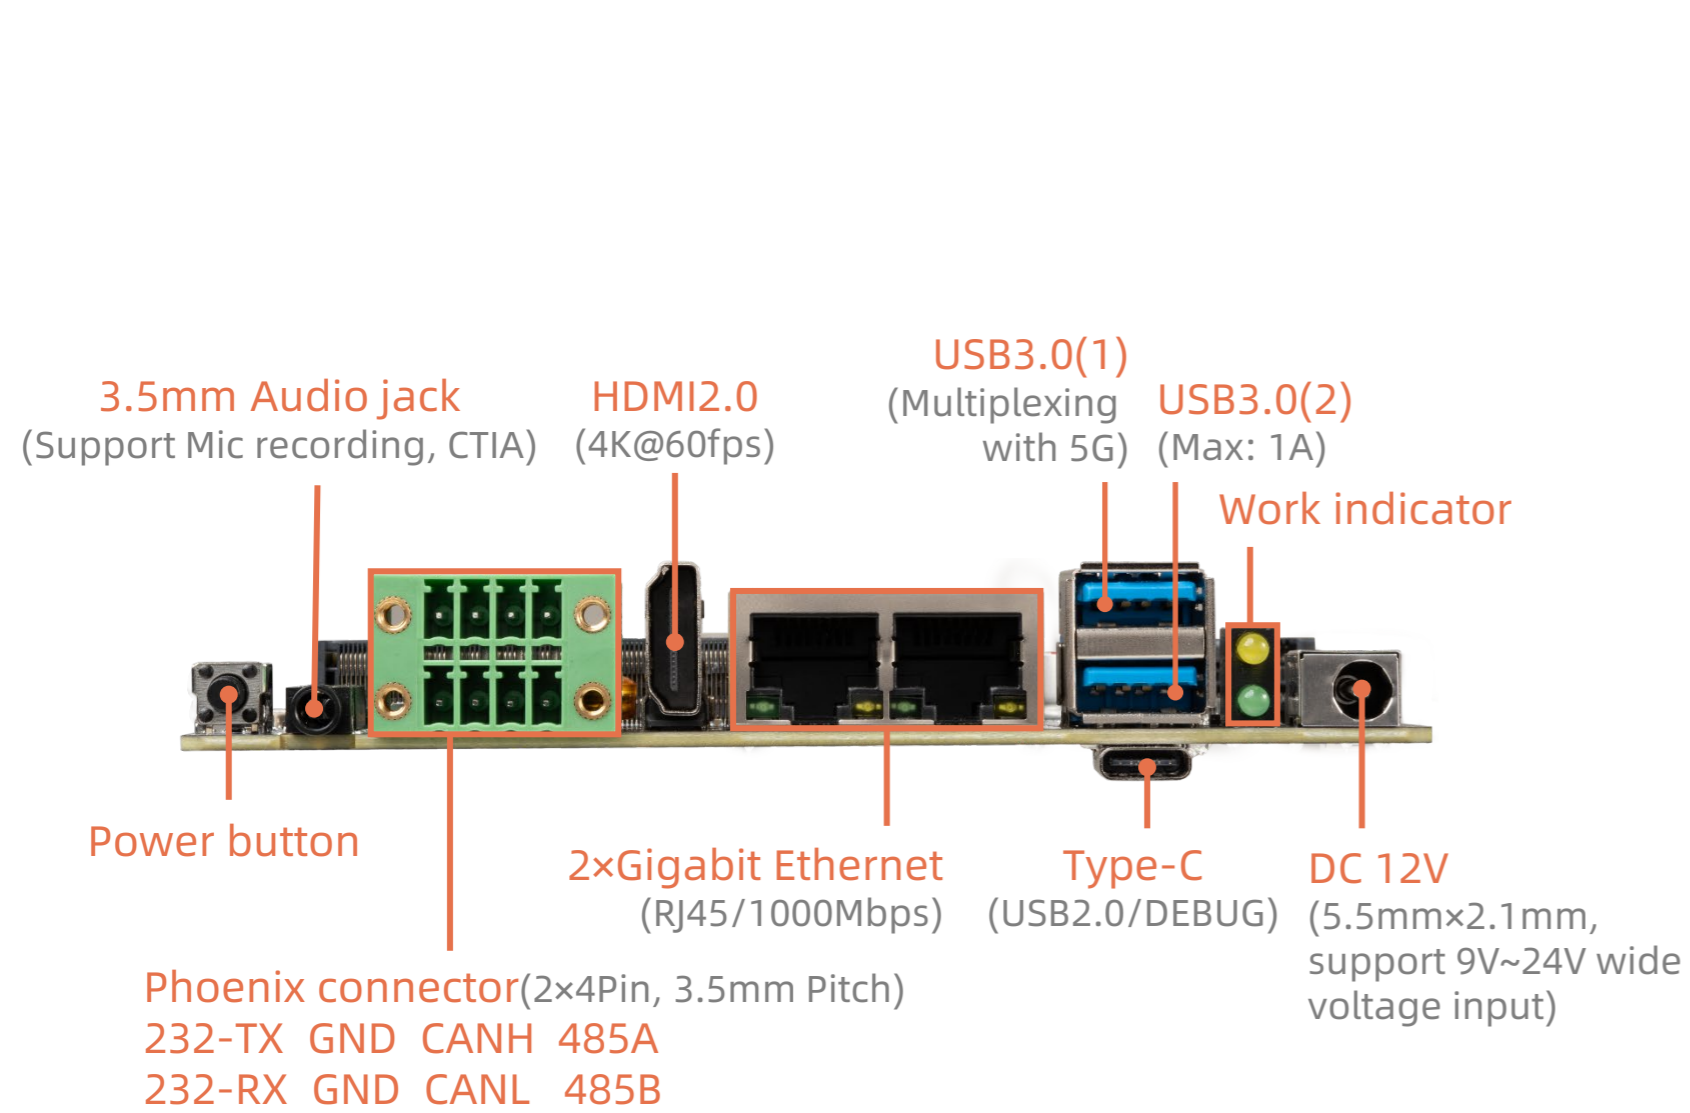 USB3.0(1)
(Multiplexing
with 5G)
3.5mm Audio jack
(Support Mic recording, CTIA)
HDMI2.0
(4K@60fps)
USB3.0(2)
(Max: 1A)
Work indicator
Power button
2×Gigabit Ethernet
(RJ45/1000Mbps)
Type-C
(USB2.0/DEBUG)
DC 12V
(5.5mm×2.1mm,
support 9V~24V wide
voltage input)
Phoenix connector(2×4Pin, 3.5mm Pitch)
232-TX GND CANH 485A
232-RX GND CANL 485B